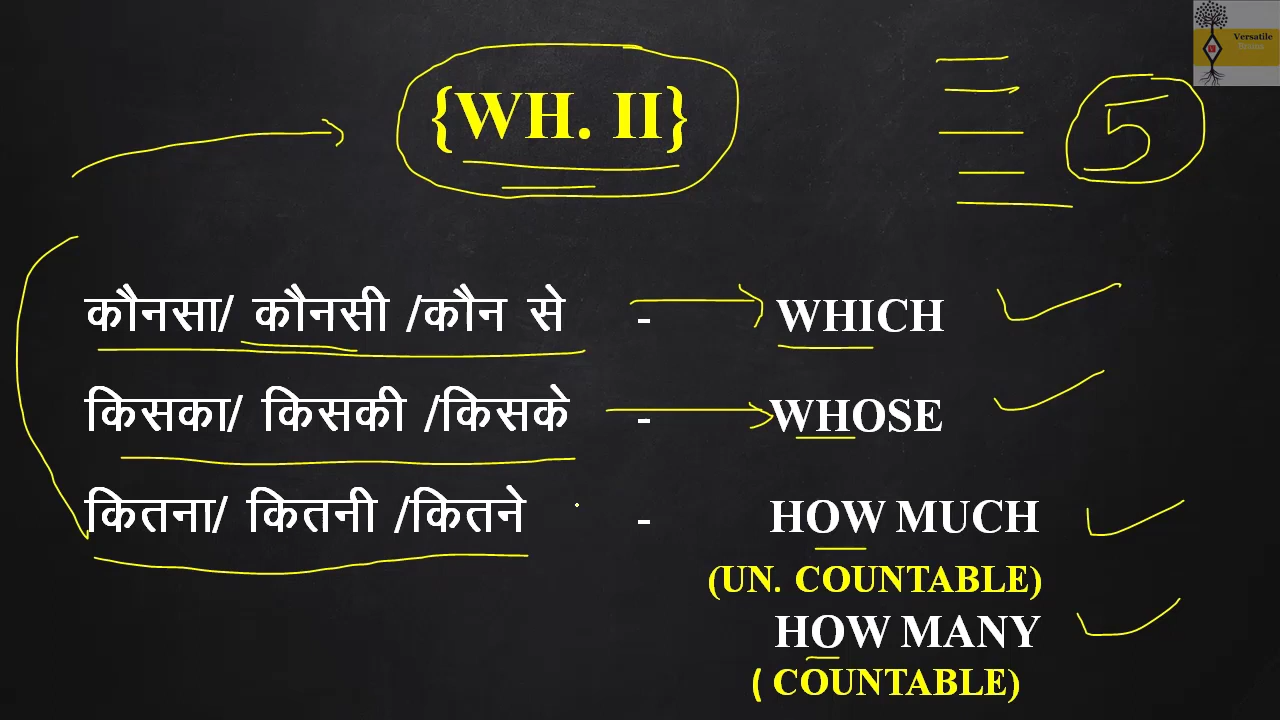 Versatile
{WH. II}
5
कौनसा/ कौनसी /कौन से - WHICH
किसका/ किसकी /किसके - WHOSE
कितना/ कितनी /कितने - HOW MUCH
(UN. COUNTABLE)
HOW MANY
( COUNTABLE)